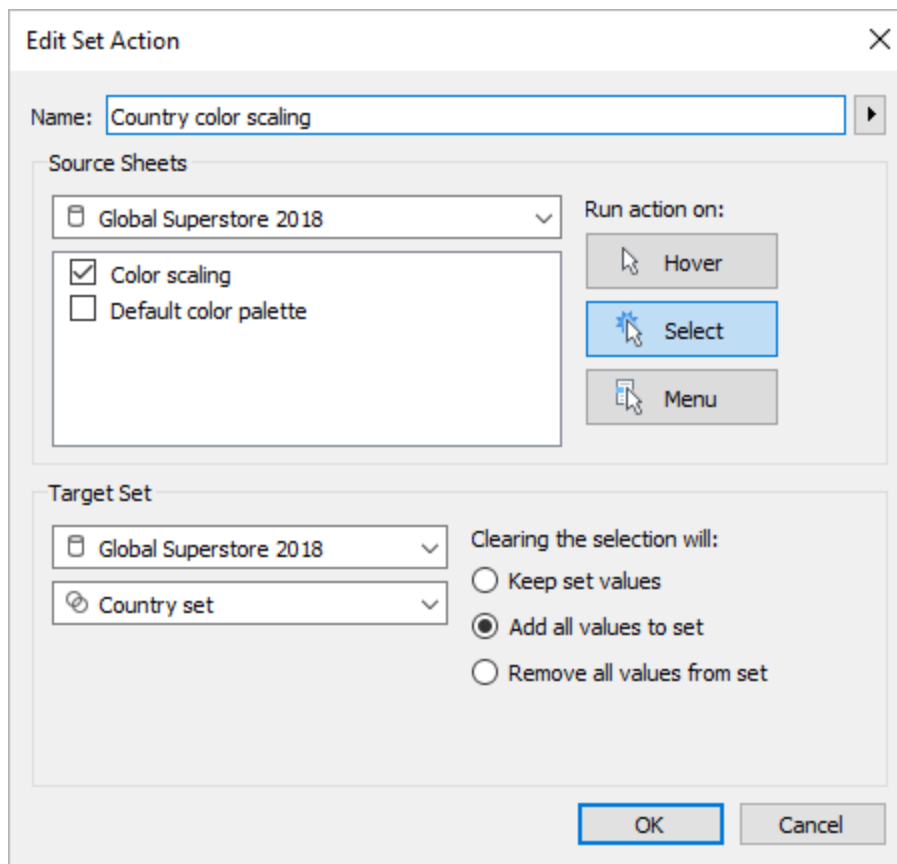 Edit Set Action
Name: Country color scaling
Source Sheets
Global Superstore 2018
Run action on:
Color scaling
Default color palette
Hover
Select
Menu
Target Set
Global Superstore 2018
Country set
Clearing the selection will:
Keep set values
Add all values to set
Remove all values from set
OK
Cancel